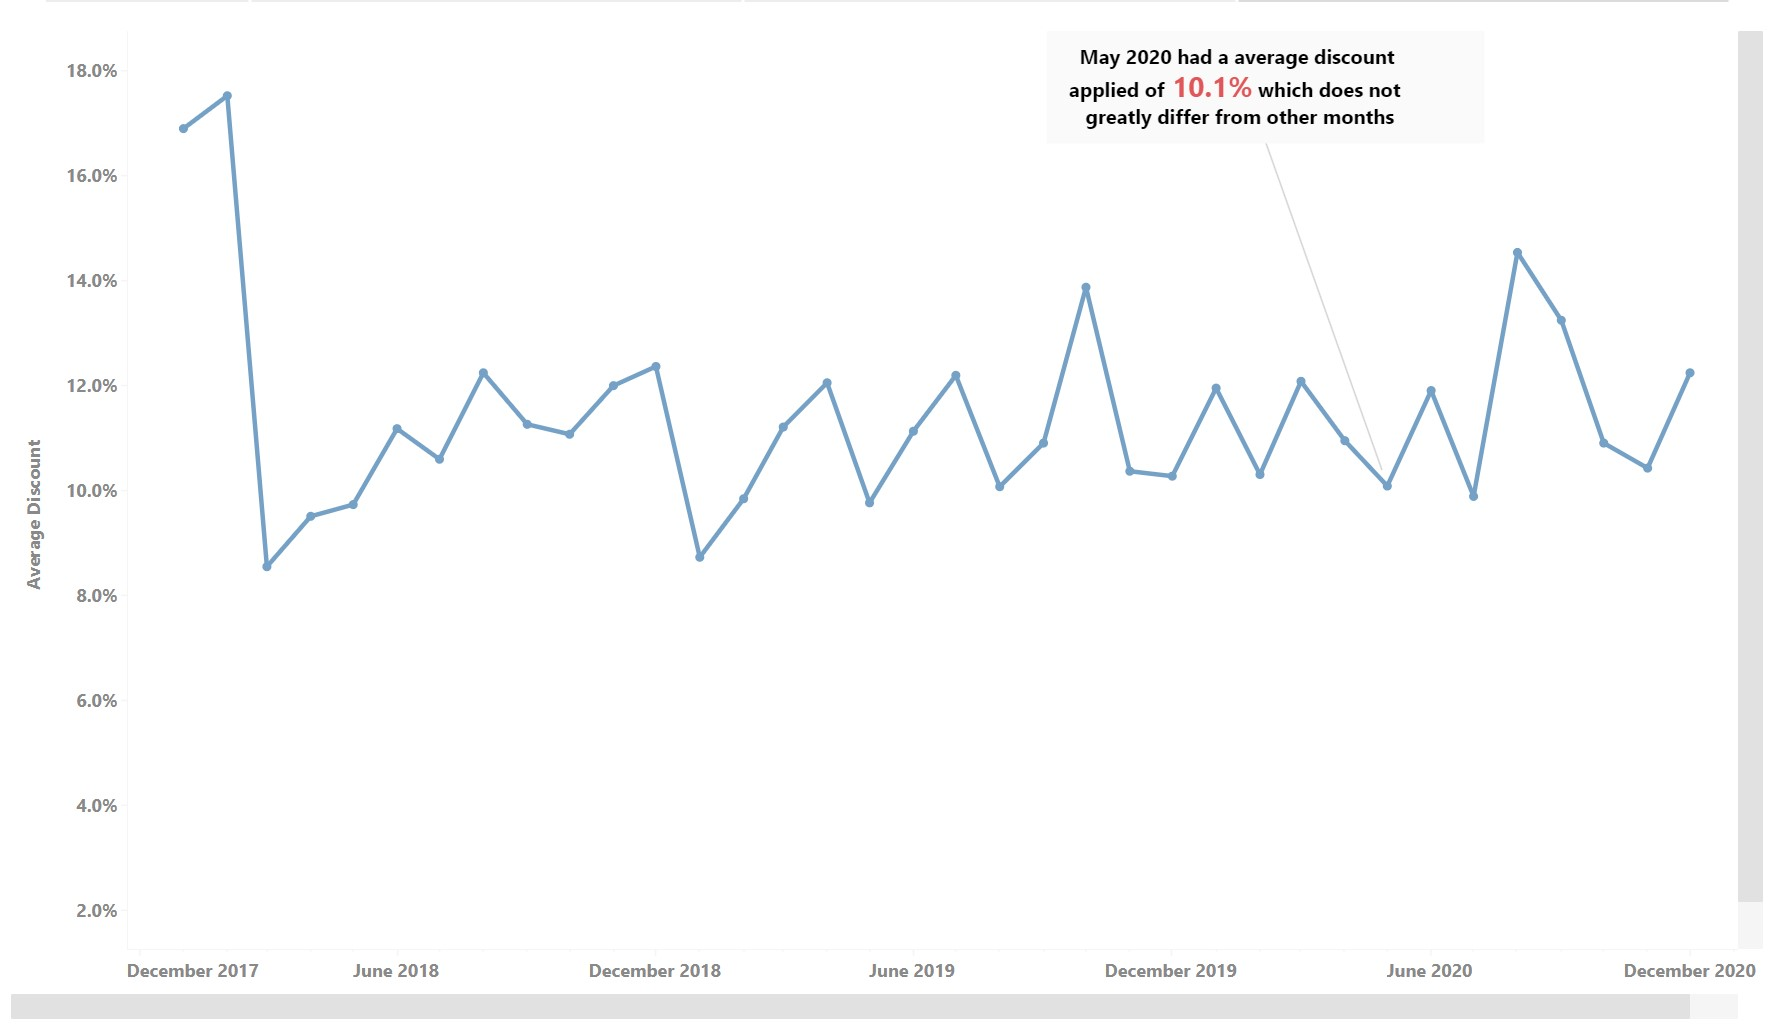 May 2020 had a average discount
applied of 10.1% which does not
greatly differ from other months
18.0%
16.0%
14.0%
12.0%
10.0%
8.0%
6.0%
4.0%
2.0%
Average Discount
December 2017 June 2018 December 2018 June 2019 December 2019 June 2020 December 2020